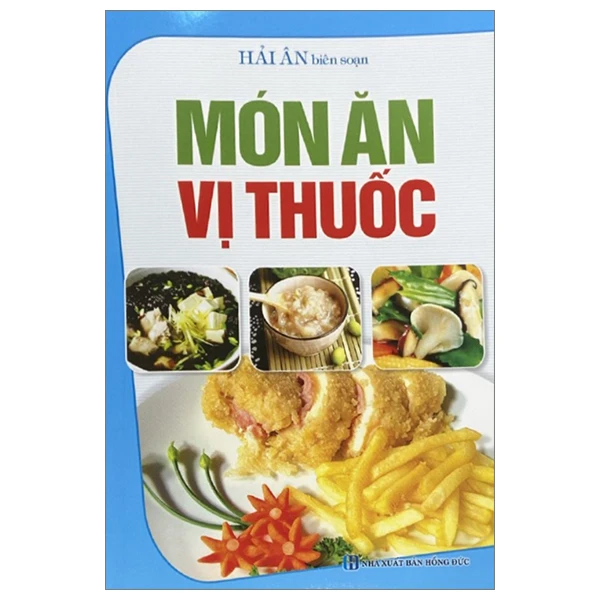 HẢI ÂN biên soạn
MÓN ĂN
VỊ THUỐC
NHÀ XUẤT BẢN HỒNG ĐỨC